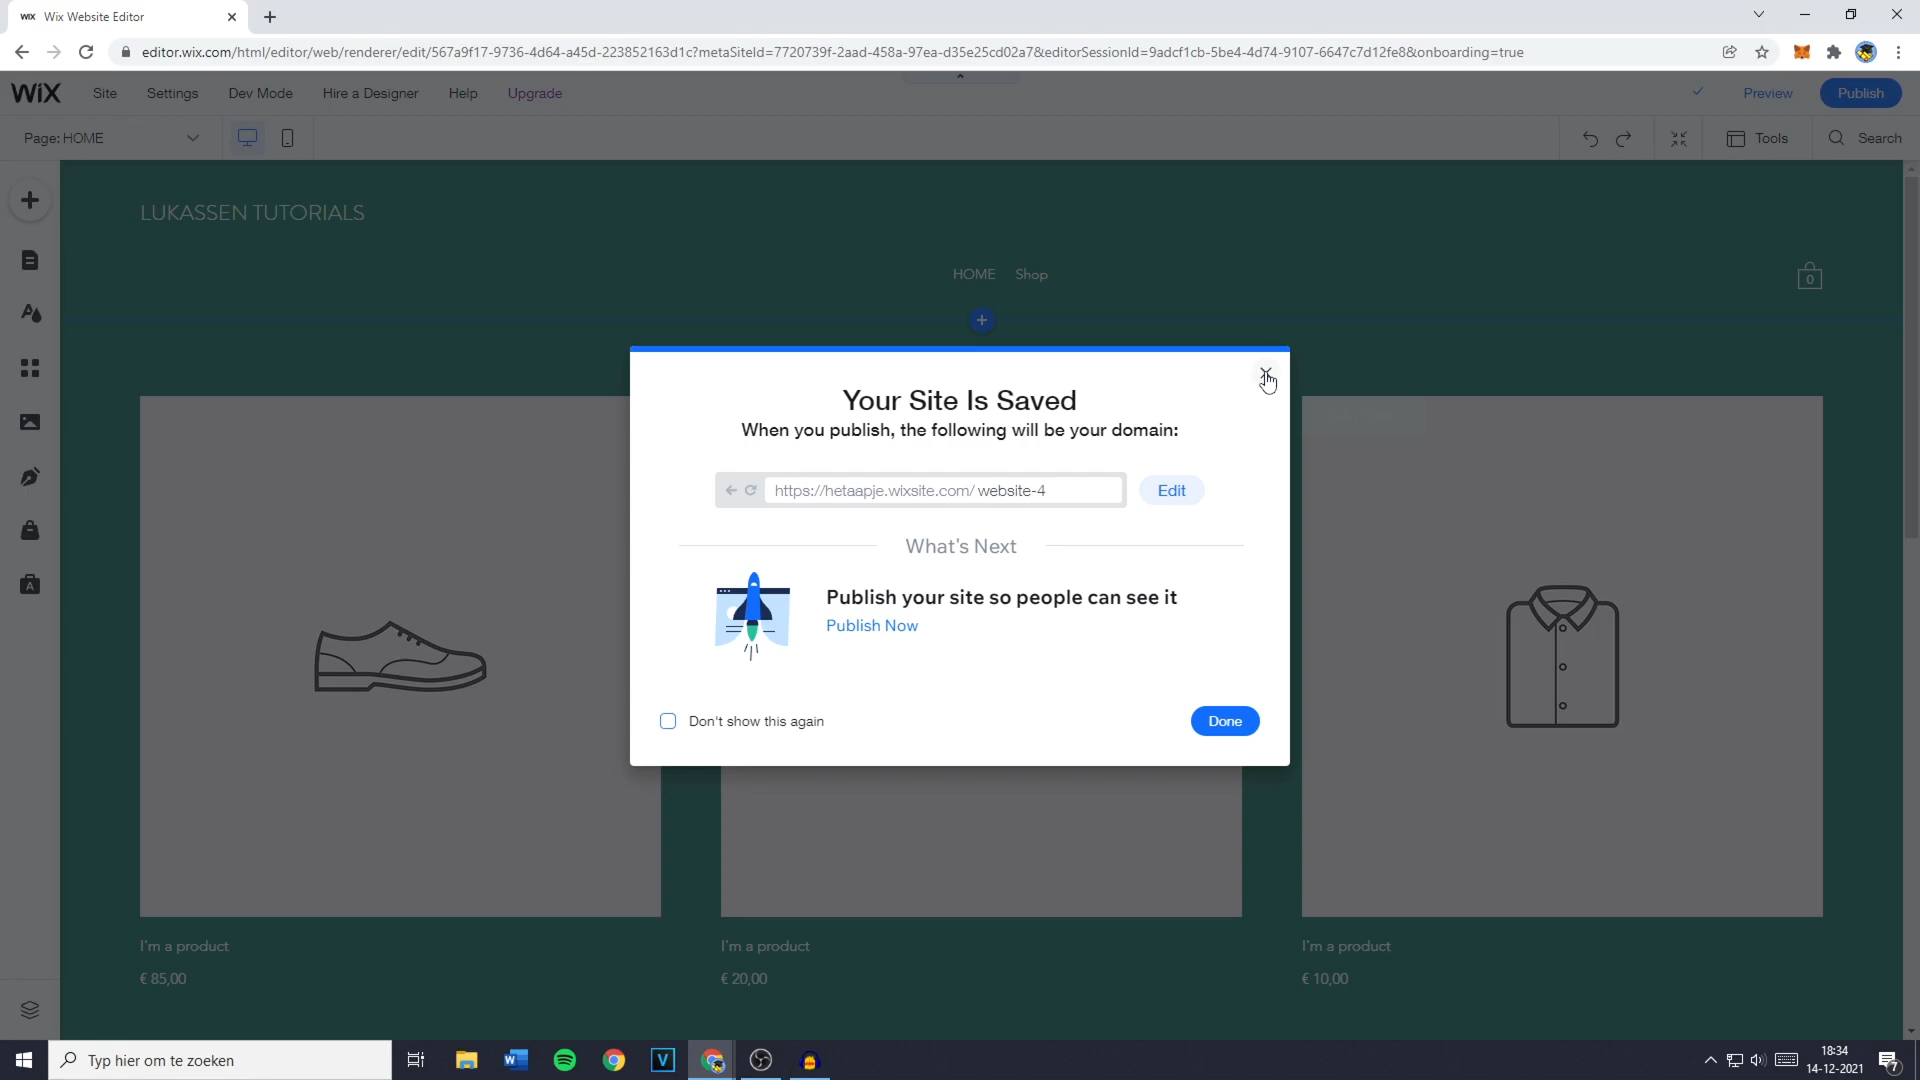 WiX Wix Website Editor
editor.wix.com/html/editor/web/renderer/edit/567a9f17-9736-4d64-a45d-223852163d1c?metaSiteId=7720739f-2aad-458a-97ea-d35e25cd02a7&editorSessionId=9adcf1cb-5be4-4d74-9107-6647c7d12fe8&onboarding=true
WiX Site Settings Dev Mode Hire a Designer Help Upgrade Preview Publish
Page: HOME Tools Search
LUKASSEN TUTORIALS
HOME Shop
0
Your Site Is Saved
When you publish, the following will be your domain:
https://hetaapje.wixsite.com/ website-4 Edit
What's Next
Publish your site so people can see it
Publish Now
Don't show this again Done
I'm a product I'm a product I'm a product
€ 85,00 € 20,00 € 10,00
Typ hier om te zoeken
18:34
14-12-2021
7